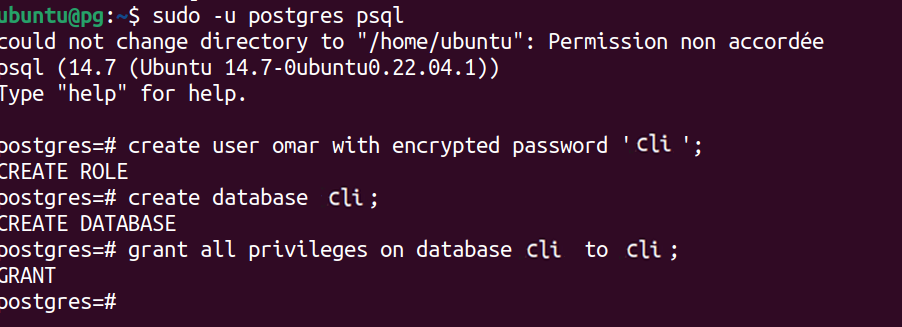 ubuntu@pg:~$ sudo -u postgres psql
could not change directory to "/home/ubuntu": Permission non accordée
psql (14.7 (Ubuntu 14.7-0ubuntu0.22.04.1))
Type "help" for help.
postgres=# create user omar with encrypted password 'cli';
CREATE ROLE
postgres=# create database cli;
CREATE DATABASE
postgres=# grant all privileges on database cli to cli;
GRANT
postgres=#